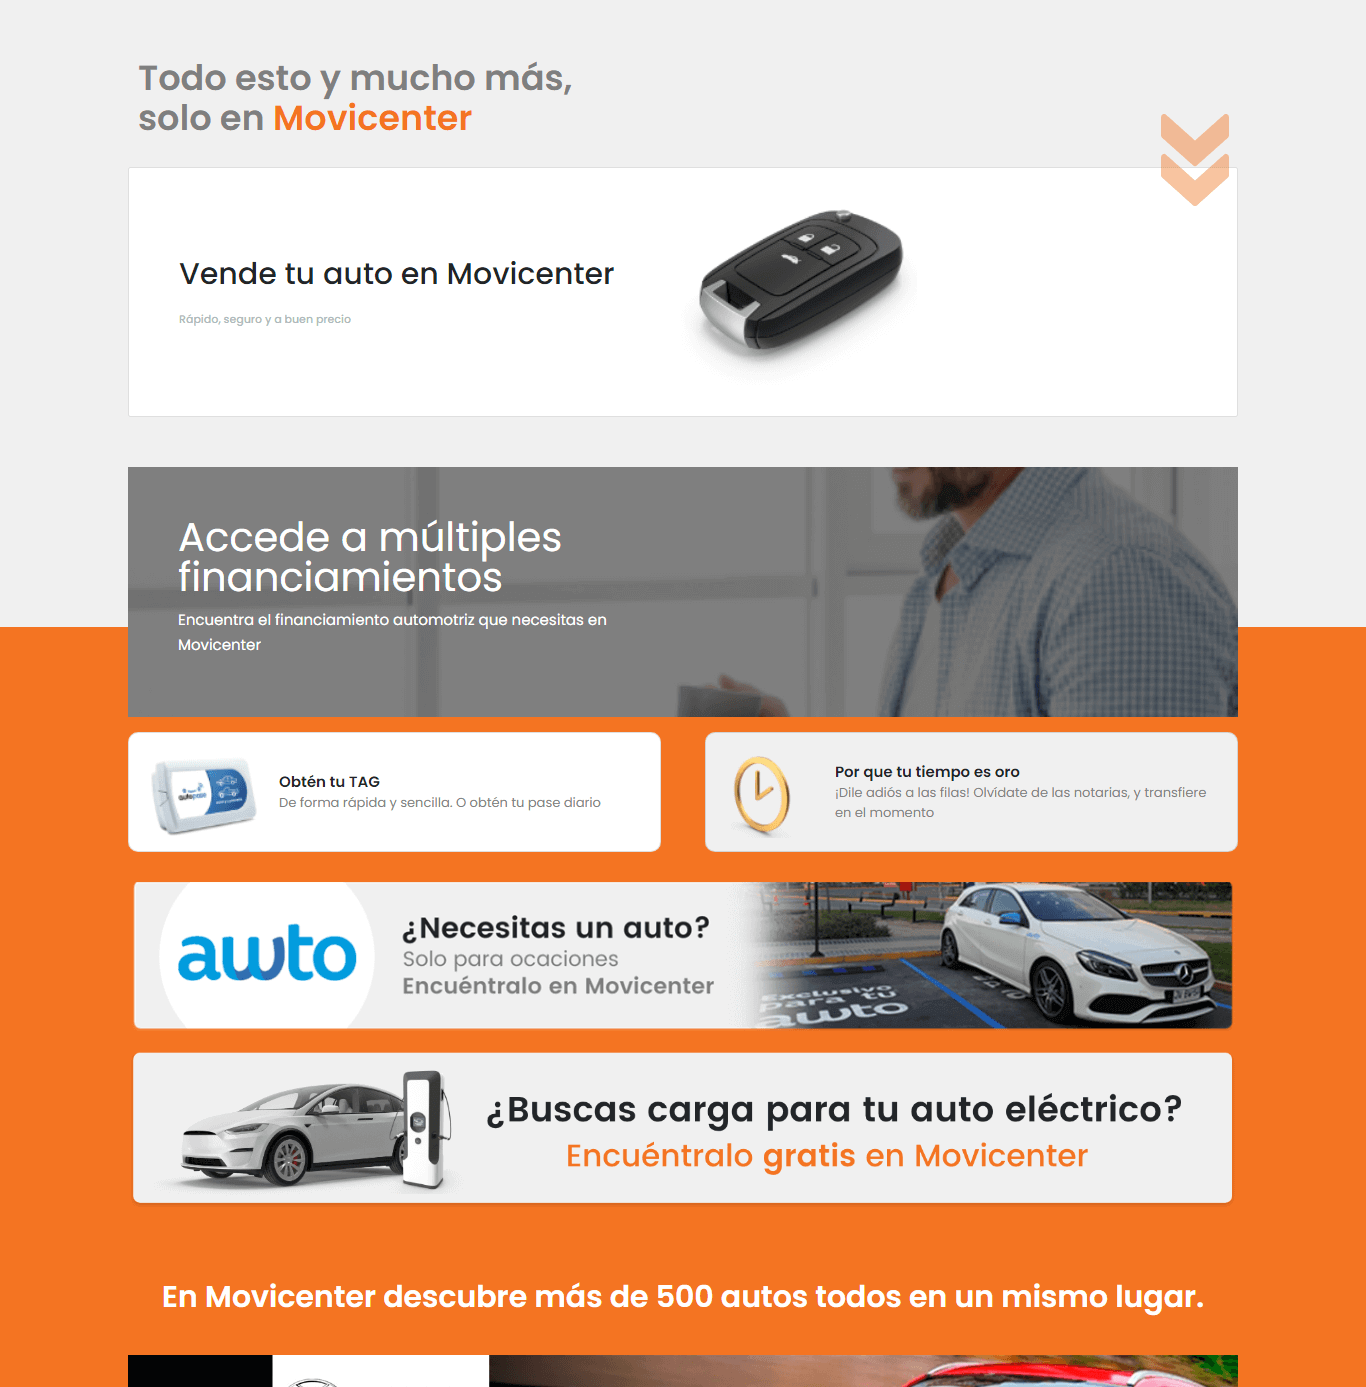 Todo esto y mucho más,
solo en Movicenter
Vende tu auto en Movicenter
Rápido, seguro y a buen precio
Accede a múltiples
financiamientos
Encuentra el financiamiento automotriz que necesitas en
Movicenter
autopase
Obtén tu TAG
De forma rápida y sencilla. O obtén tu pase diario
Por que tu tiempo es oro
¡Dile adiós a las filas! Olvídate de las notarias, y transfiere
en el momento
awto
¿Necesitas un auto?
Solo para ocaciones
Encuéntralo en Movicenter
Exclusivo
para tu
awto
¿Buscas carga para tu auto eléctrico?
Encuéntralo gratis en Movicenter
En Movicenter descubre más de 500 autos todos en un mismo lugar.